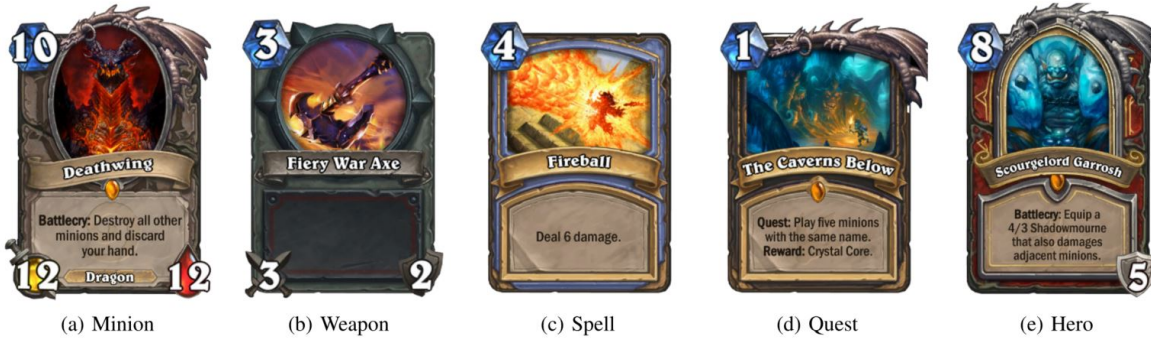 10
Deathwing
Battlecry: Destroy all other
minions and discard
your hand.
12
Dragon
12
(a) Minion
3
Fiery War Axe
3
2
(b) Weapon
4
Fireball
Deal 6 damage.
(c) Spell
1
The Caverns Below
Quest: Play five minions
with the same name.
Reward: Crystal Core.
(d) Quest
8
Scourgelord Garrosh
Battlecry: Equip a
4/3 Shadowmourne
that also damages
adjacent minions.
5
(e) Hero